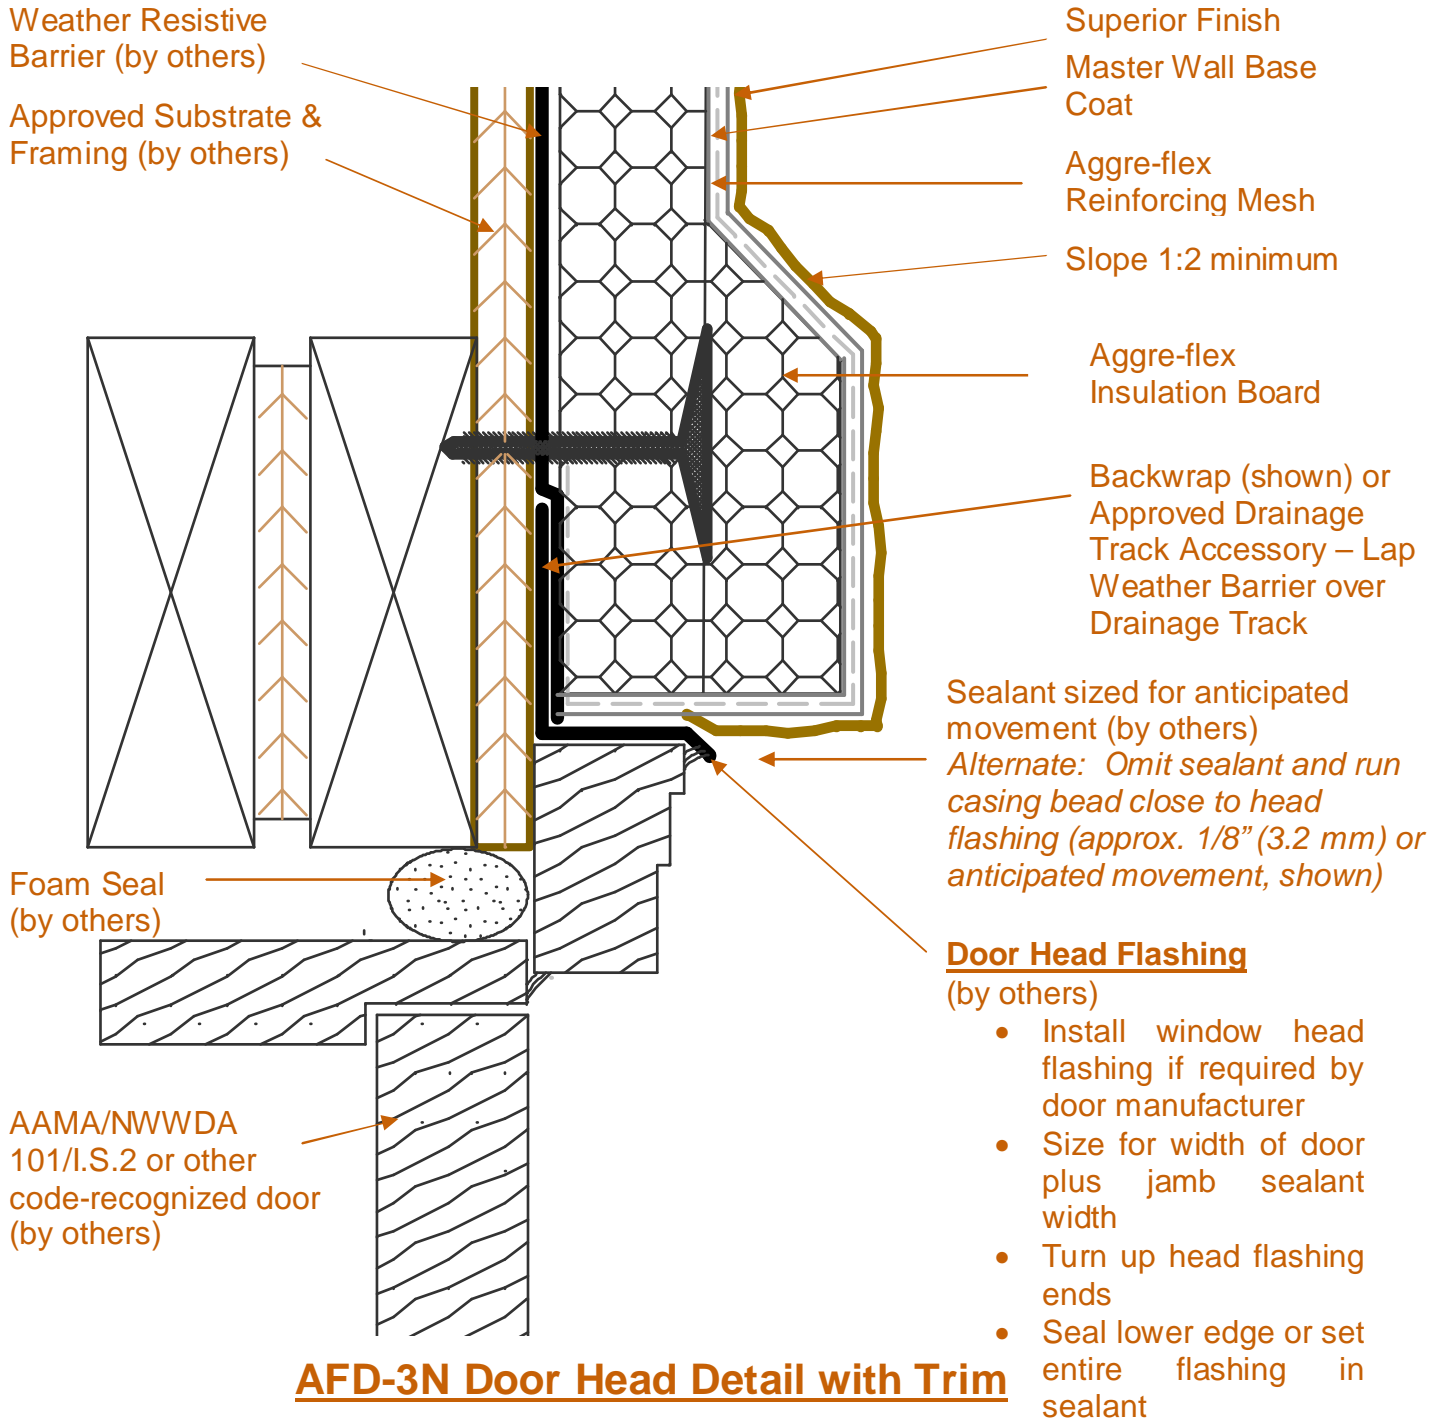 Weather Resistive
Barrier (by others)
Approved Substrate &
Framing (by others)
Superior Finish
Master Wall Base
Coat
Aggre-flex
Reinforcing Mesh
Slope 1:2 minimum
Aggre-flex
Insulation Board
Backwrap (shown) or
Approved Drainage
Track Accessory – Lap
Weather Barrier over
Drainage Track
Sealant sized for anticipated
movement (by others)
Alternate: Omit sealant and run
casing bead close to head
flashing (approx. 1/8” (3.2 mm) or
anticipated movement, shown)
Foam Seal
(by others)
Door Head Flashing
(by others)
• Install window head
flashing if required by
door manufacturer
• Size for width of door
plus jamb sealant
width
• Turn up head flashing
ends
• Seal lower edge or set
entire flashing in
sealant
AAMA/NWWDA
101/I.S.2 or other
code-recognized door
(by others)
AFD-3N Door Head Detail with Trim